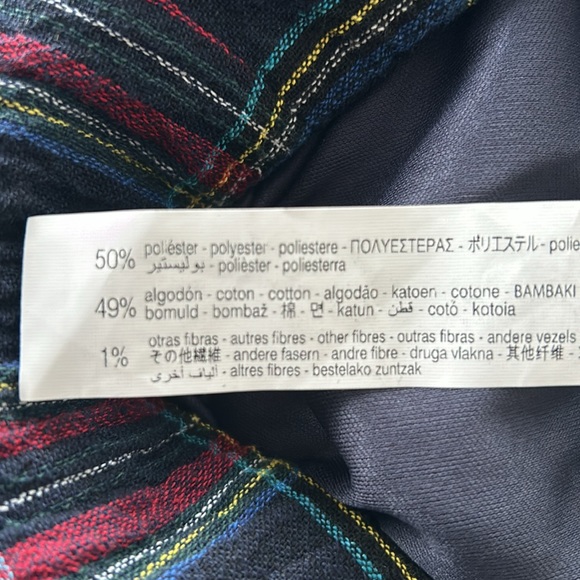 50% poliéster - polyester - poliestere - ΠΟΛΥΕΣΤΕΡΑΣ - ポリエステル - polie
بوليستير - polièster - poliesterra
49% algodón - coton - cotton - algodão - katoen - cotone - BAMBAKI
bomuld - bombaž - 棉 - 면 - katun - قطن - cotó - kotoia
1% otras fibras - autres fibres - other fibres - outras fibras - andere vezels
その他繊維 - andere fasern - andre fibre - druga vlakna - 其他纤维 -
ألياف أخرى - altres fibres - bestelako zuntzak